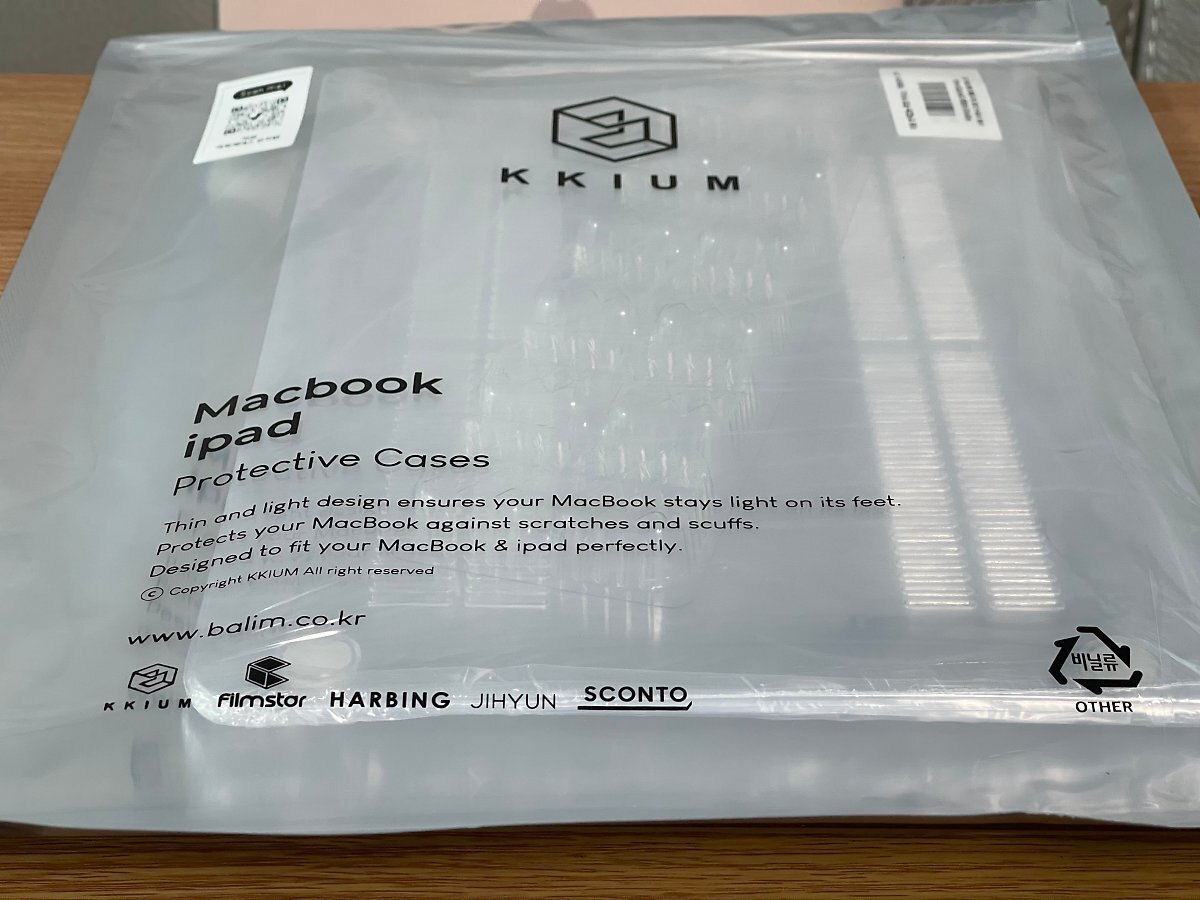 Scan me!
KKIUM
Macbook
ipad
Protective Cases
Thin and light design ensures your MacBook stays light on its feet.
Protects your MacBook against scratches and scuffs.
Designed to fit your MacBook & ipad perfectly.
ⓒ Copyright KKIUM All right reserved
www.balim.co.kr
KKIUM filmstar HARBING JIHYUN SCONTO
비닐류
OTHER